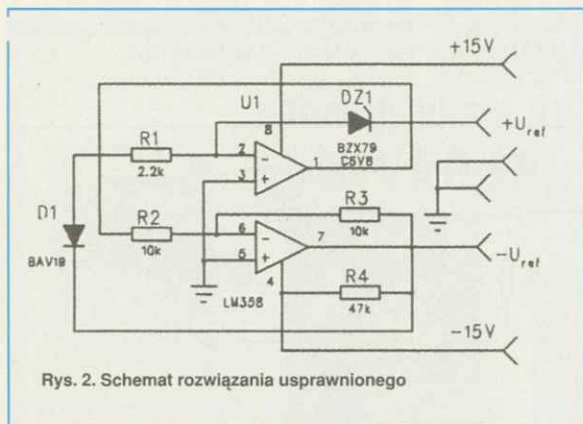 +15V
U1
DZ1
8
R1
2
-
+U ref
BZX79
C5V6
1
2.2k
3
+
D1
R2
R3
10k
6
-
7
-U ref
BAV19
10k
5
+
4
R4
LM358
47k
-15V
Rys. 2. Schemat rozwiązania usprawnionego